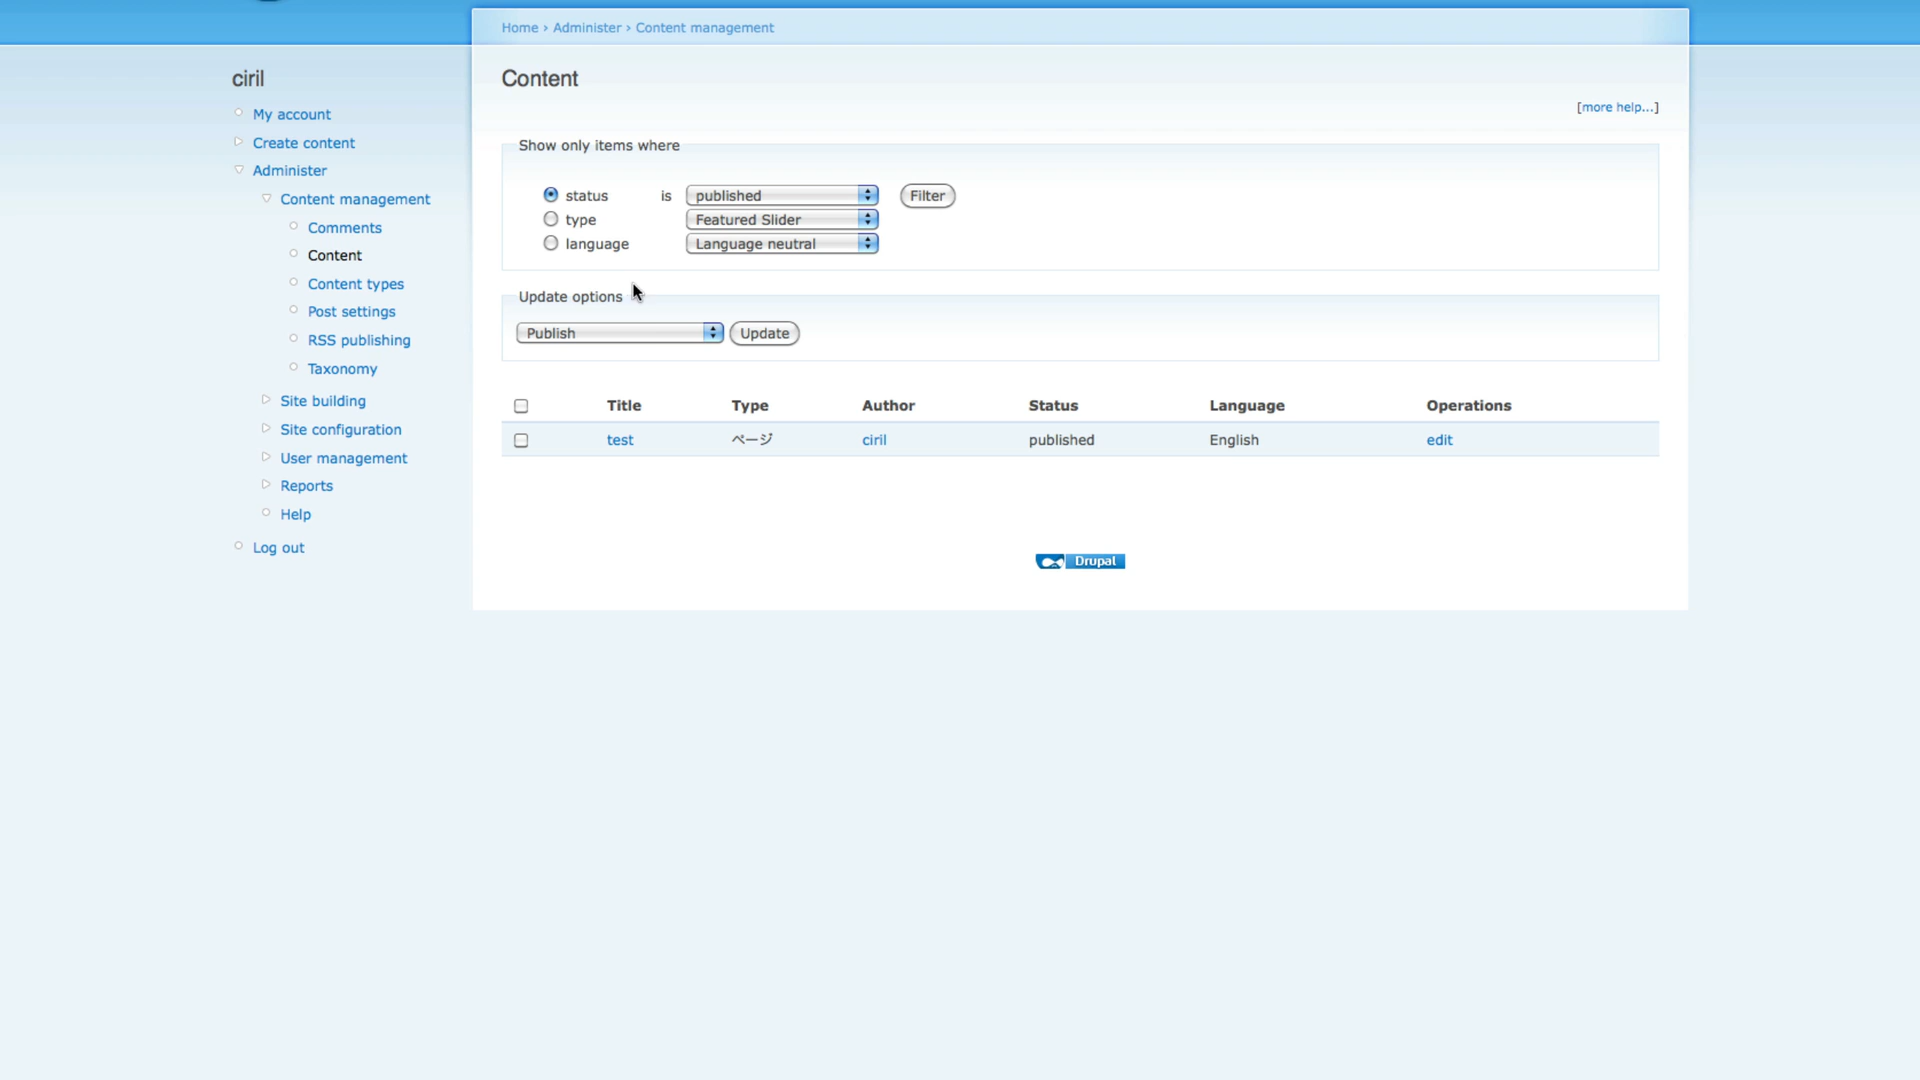 Home › Administer › Content management
ciril
My account
Create content
Administer
Content management
Comments
Content
Content types
Post settings
RSS publishing
Taxonomy
Site building
Site configuration
User management
Reports
Help
Log out
Content
[more help...]
Show only items where
status is published Filter
type Featured Slider
language Language neutral
Update options
Publish Update
Title Type Author Status Language Operations
test ページ ciril published English edit
Drupal